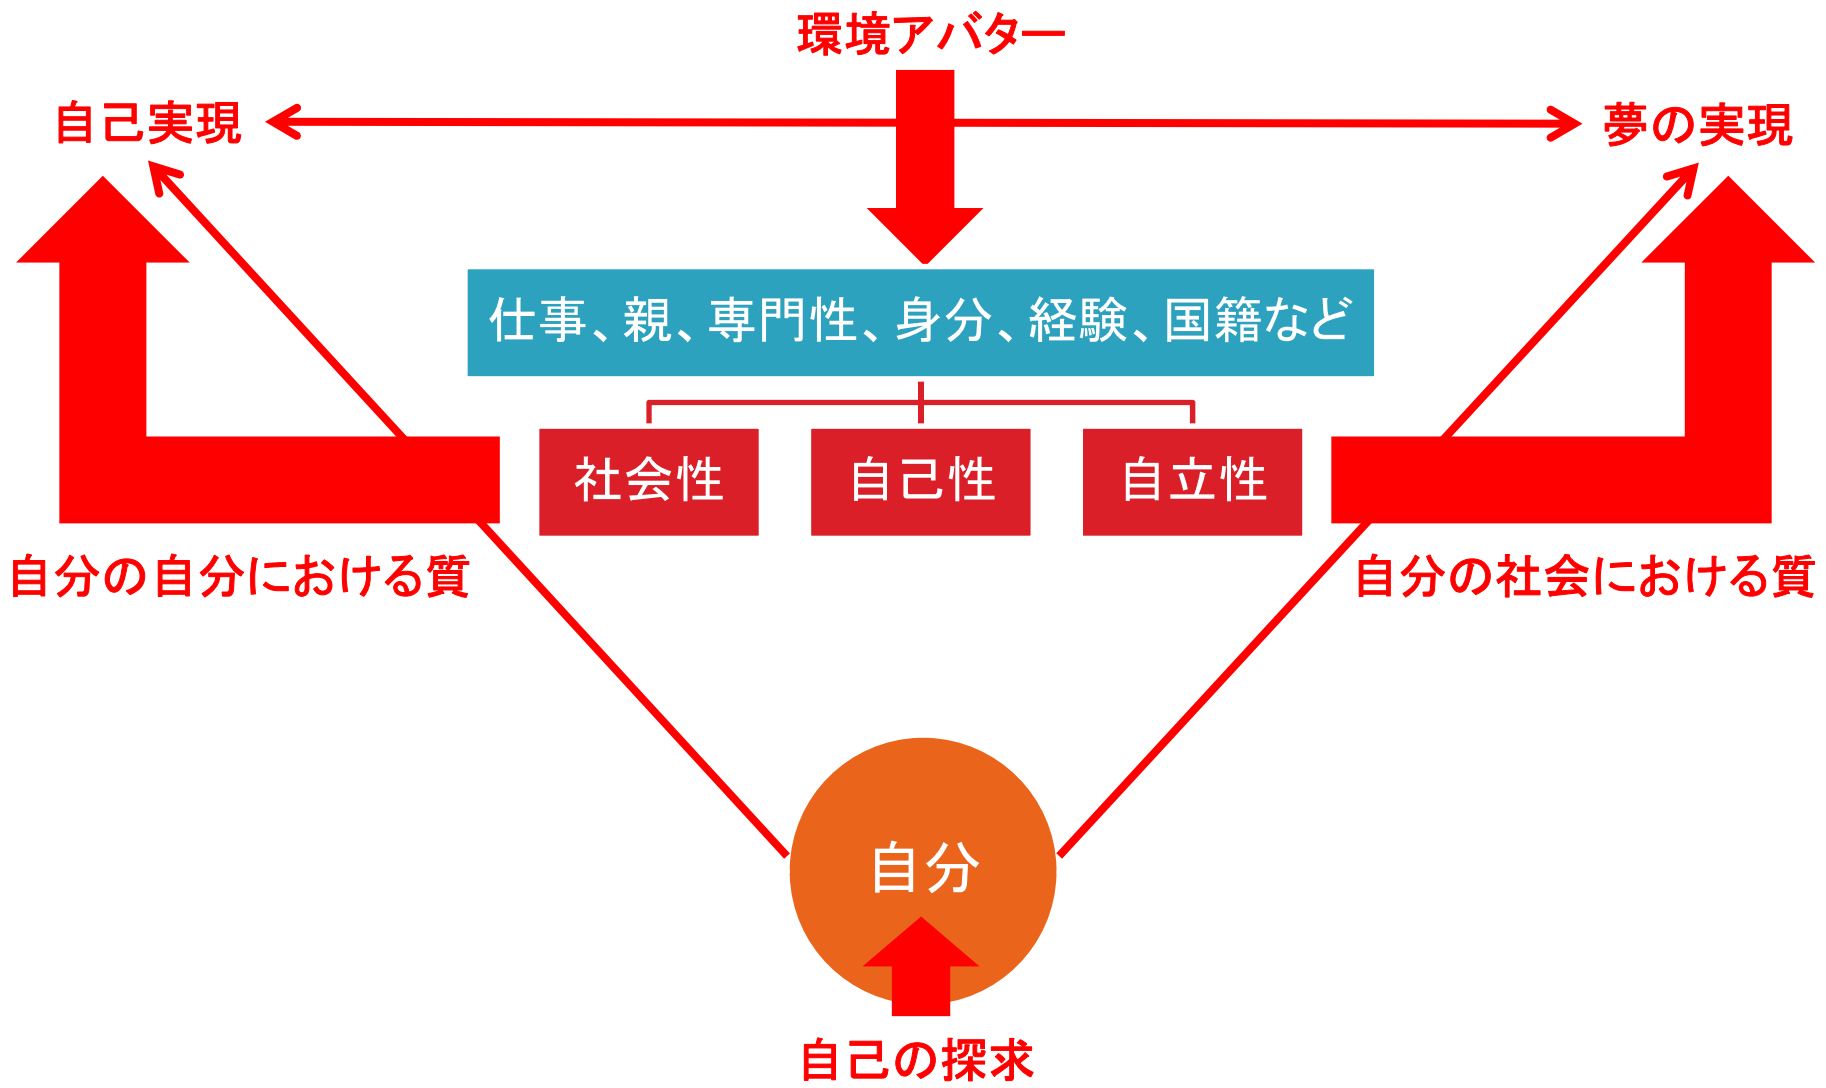 環境アバター
自己実現
夢の実現
仕事、親、専門性、身分、経験、国籍など
社会性
自己性
自立性
自分の自分における質
自分の社会における質
自分
自己の探求